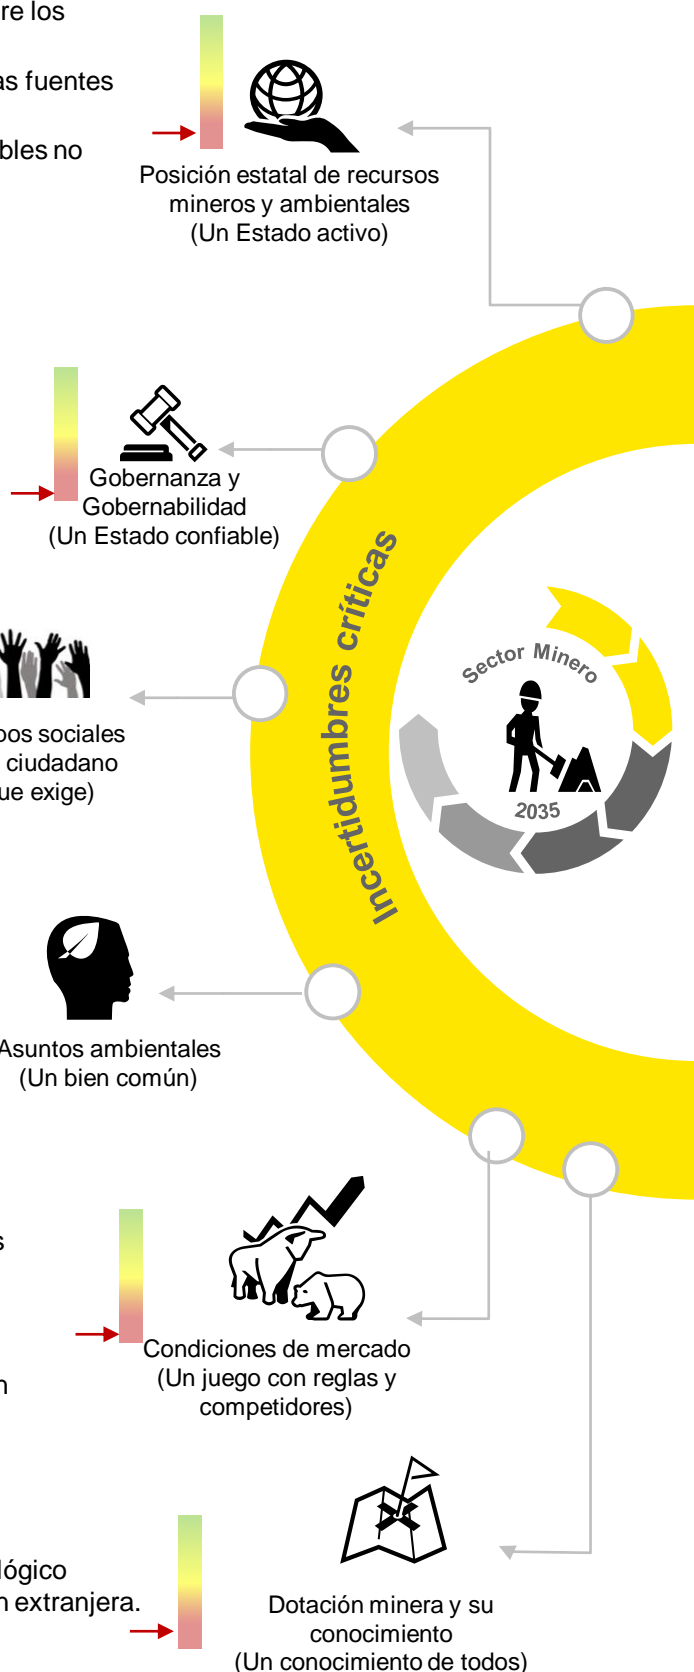 re los
as fuentes
bles no
Posición estatal de recursos
mineros y ambientales
(Un Estado activo)
Gobernanza y
Gobernabilidad
(Un Estado confiable)
Incertidumbres críticas
Sector Minero
2035
pos sociales
ciudadano
ue exige)
Asuntos ambientales
(Un bien común)
s
Condiciones de mercado
(Un juego con reglas y
competidores)
n
lógico
n extranjera.
Dotación minera y su
conocimiento
(Un conocimiento de todos)